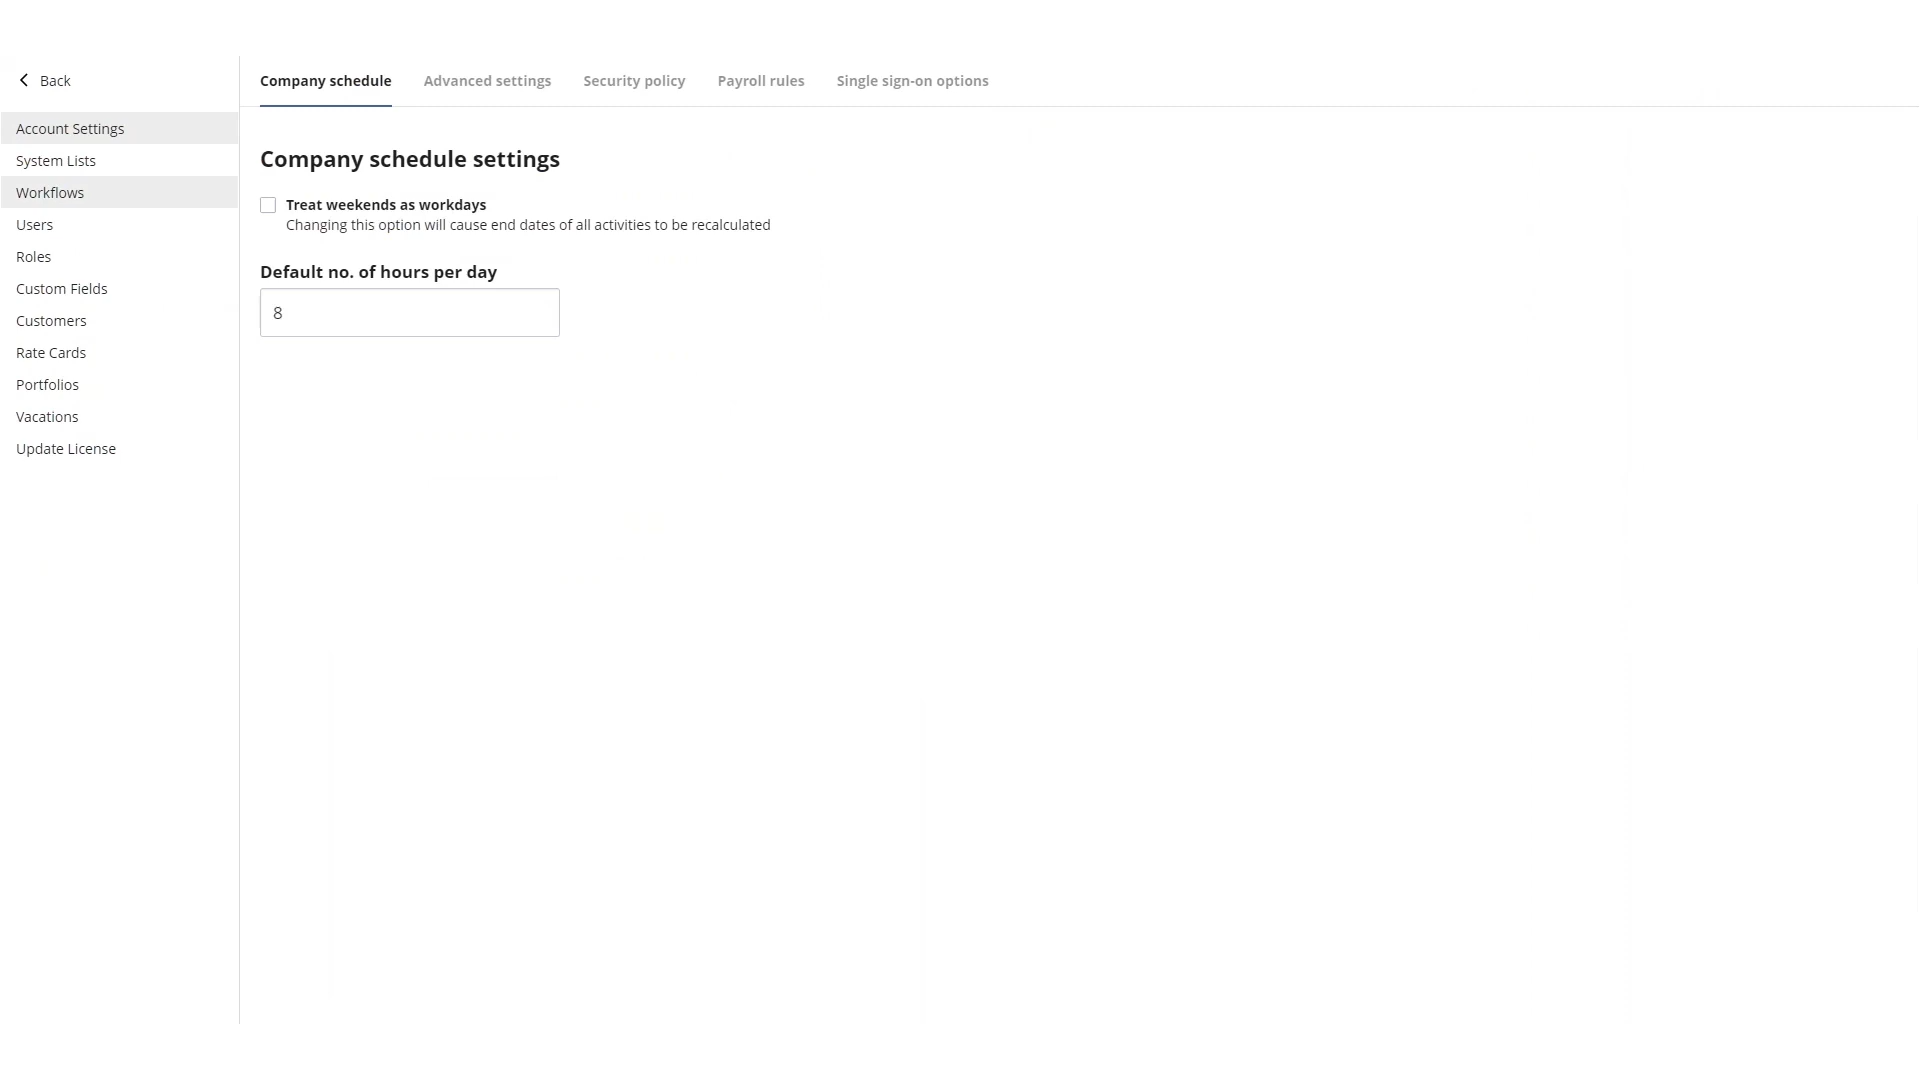 Back
Company schedule
Advanced settings
Security policy
Payroll rules
Single sign-on options
Account Settings
System Lists
Workflows
Users
Roles
Custom Fields
Customers
Rate Cards
Portfolios
Vacations
Update License
Company schedule settings
Treat weekends as workdays
Changing this option will cause end dates of all activities to be recalculated
Default no. of hours per day
8